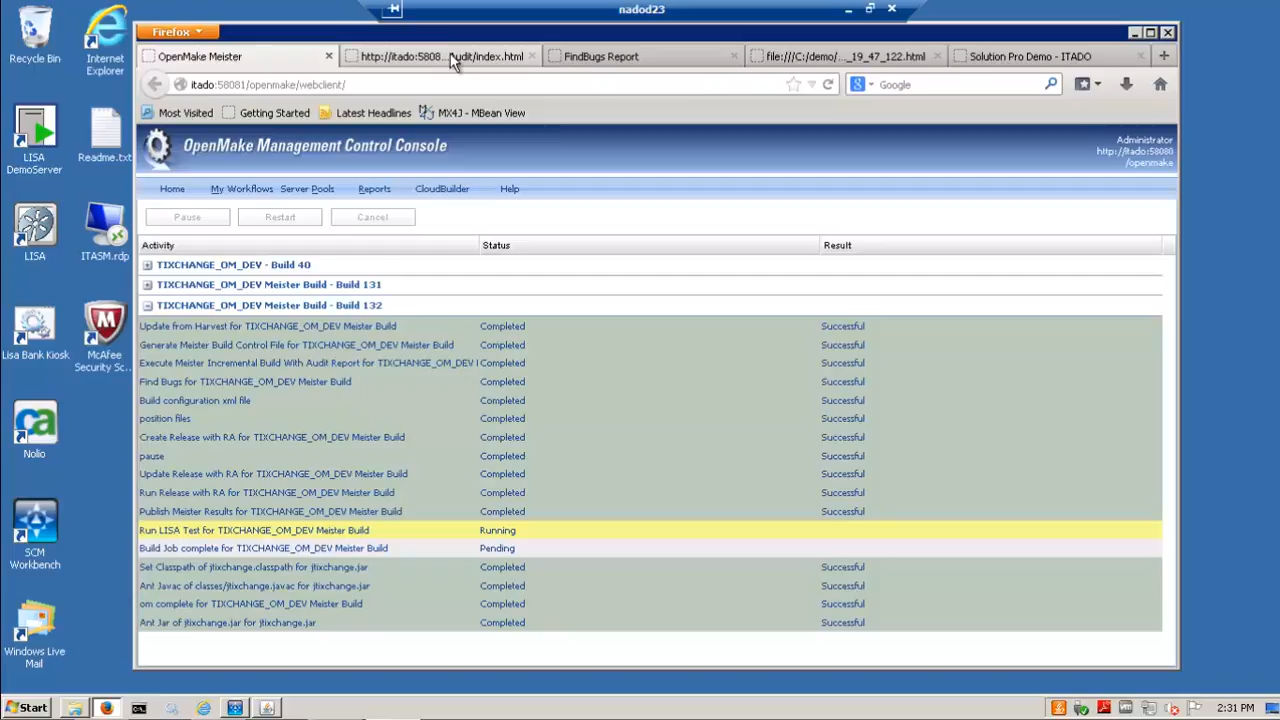 nadod23
Recycle Bin
Internet
Explorer
LISA
DemoServer
Readme.txt
LISA
ITASM.rdp
Lisa Bank Kiosk
McAfee
Security Sc...
Nolio
SCM
Workbench
Windows Live
Mail
Firefox
OpenMake Meister
http://itado:5808...Audit/index.html
FindBugs Report
file:///C:/demo/..._19_47_122.html
Solution Pro Demo - ITADO
itado:58081/openmake/webclient/
Google
Most Visited
Getting Started
Latest Headlines
MX4J - MBean View
OpenMake Management Control Console
Administrator
http://itado:58080
/openmake
Home My Workflows Server Pools Reports CloudBuilder Help
Pause Restart Cancel
Activity Status Result
TIXCHANGE_OM_DEV - Build 40
TIXCHANGE_OM_DEV Meister Build - Build 131
TIXCHANGE_OM_DEV Meister Build - Build 132
Update from Harvest for TIXCHANGE_OM_DEV Meister Build Completed Successful
Generate Meister Build Control File for TIXCHANGE_OM_DEV Meister Build Completed Successful
Execute Meister Incremental Build With Audit Report for TIXCHANGE_OM_DEV Completed Successful
Find Bugs for TIXCHANGE_OM_DEV Meister Build Completed Successful
Build configuration xml file Completed Successful
position files Completed Successful
Create Release with RA for TIXCHANGE_OM_DEV Meister Build Completed Successful
pause Completed Successful
Update Release with RA for TIXCHANGE_OM_DEV Meister Build Completed Successful
Run Release with RA for TIXCHANGE_OM_DEV Meister Build Completed Successful
Publish Meister Results for TIXCHANGE_OM_DEV Meister Build Completed Successful
Run LISA Test for TIXCHANGE_OM_DEV Meister Build Running
Build Job complete for TIXCHANGE_OM_DEV Meister Build Pending
Set Classpath of jtixchange.classpath for jtixchange.jar Completed Successful
Ant Javac of classes/jtixchange.javac for jtixchange.jar Completed Successful
om complete for TIXCHANGE_OM_DEV Meister Build Completed Successful
Ant Jar of jtixchange.jar for jtixchange.jar Completed Successful
Start
2:31 PM